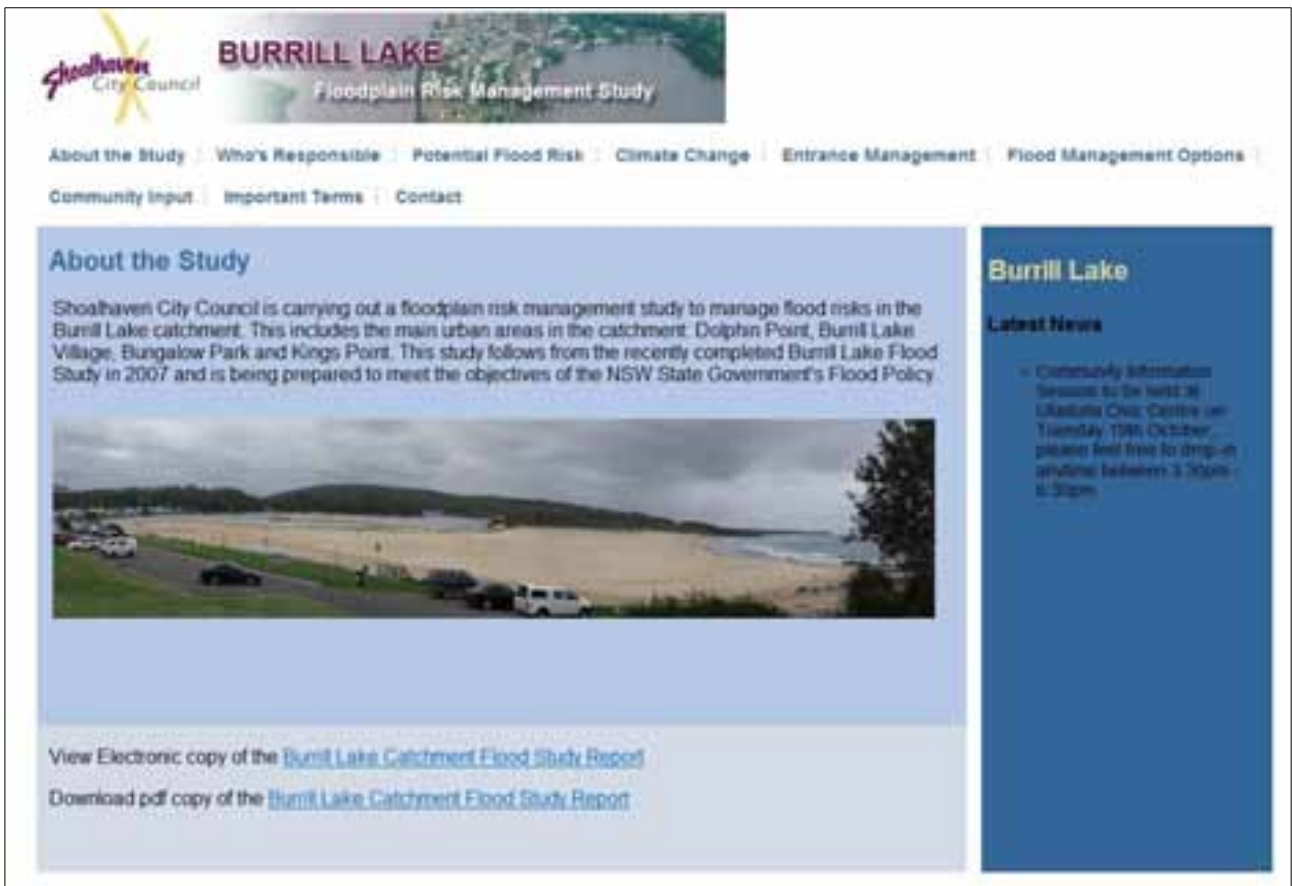 Shoalhaven
City Council
BURRILL LAKE
Floodplain Risk Management Study
About the Study
Who's Responsible
Potential Flood Risk
Climate Change
Entrance Management
Flood Management Options
Community Input
Important Terms
Contact
About the Study
Shoalhaven City Council is carrying out a floodplain risk management study to manage flood risks in the
Burrill Lake catchment. This includes the main urban areas in the catchment: Dolphin Point, Burrill Lake
Village, Bungalow Park and Kings Point. This study follows from the recently completed Burrill Lake Flood
Study in 2007 and is being prepared to meet the objectives of the NSW State Government's Flood Policy
View Electronic copy of the Burrill Lake Catchment Flood Study Report
Download pdf copy of the Burrill Lake Catchment Flood Study Report
Burrill Lake
Latest News
Community Information
Session to be held at
Ulladulla Civic Centre on
Tuesday October
please feel free to drop-in
anytime between 3.30pm -
6.30pm